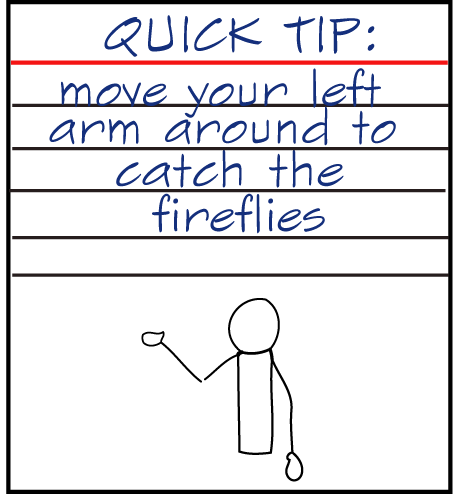 QUICK TIP:
move your left
arm around to
catch the
fireflies